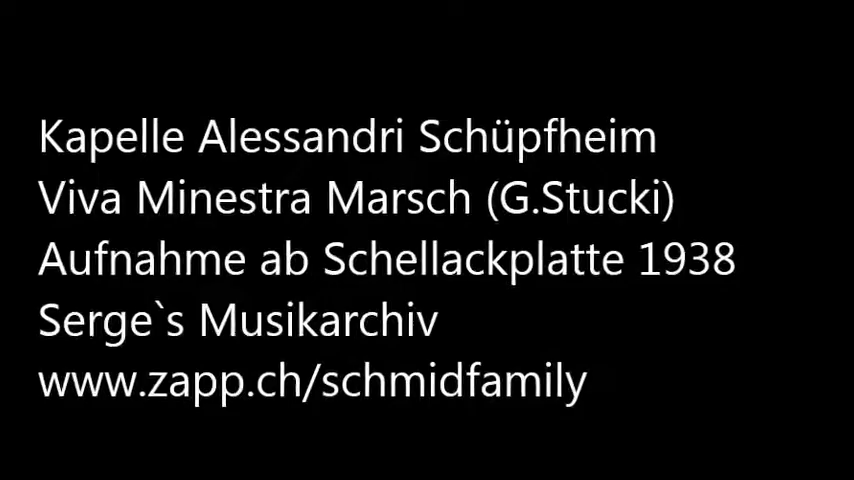 Kapelle Alessandri Schüpfheim
Viva Minestra Marsch (G.Stucki)
Aufnahme ab Schellackplatte 1938
Serge`s Musikarchiv
www.zapp.ch/schmidfamily